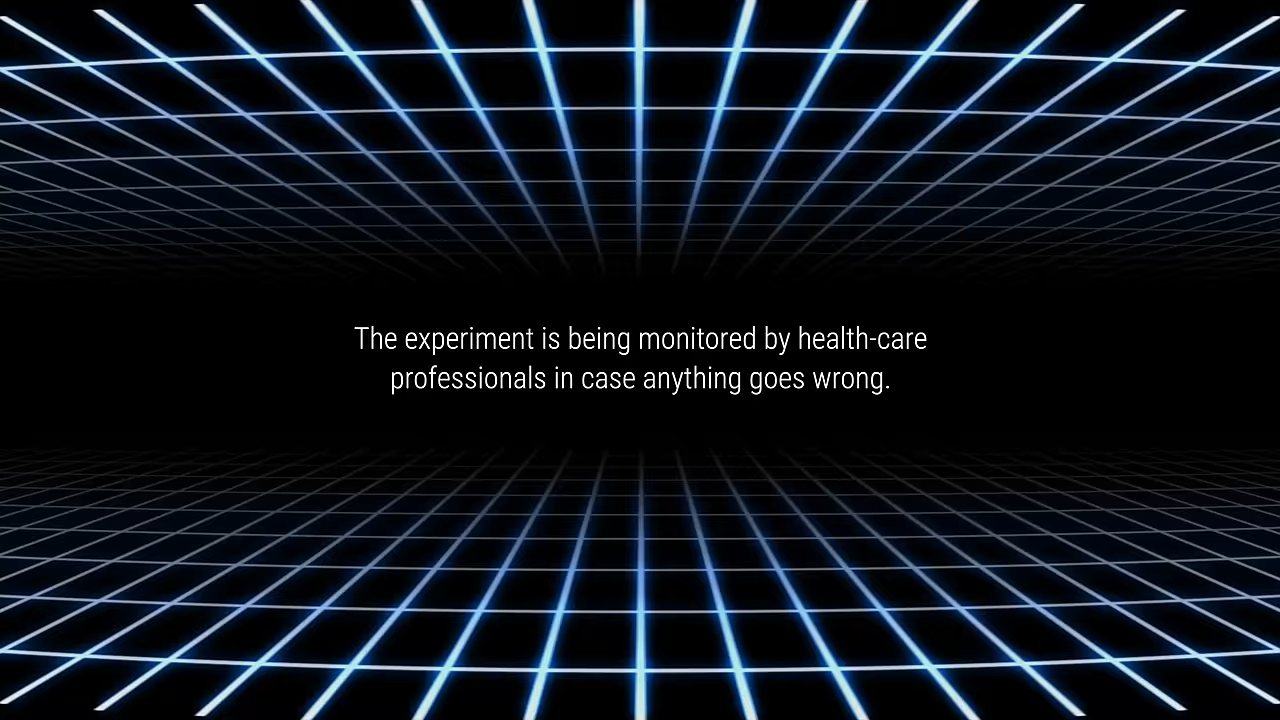 The experiment is being monitored by health-care
professionals in case anything goes wrong.